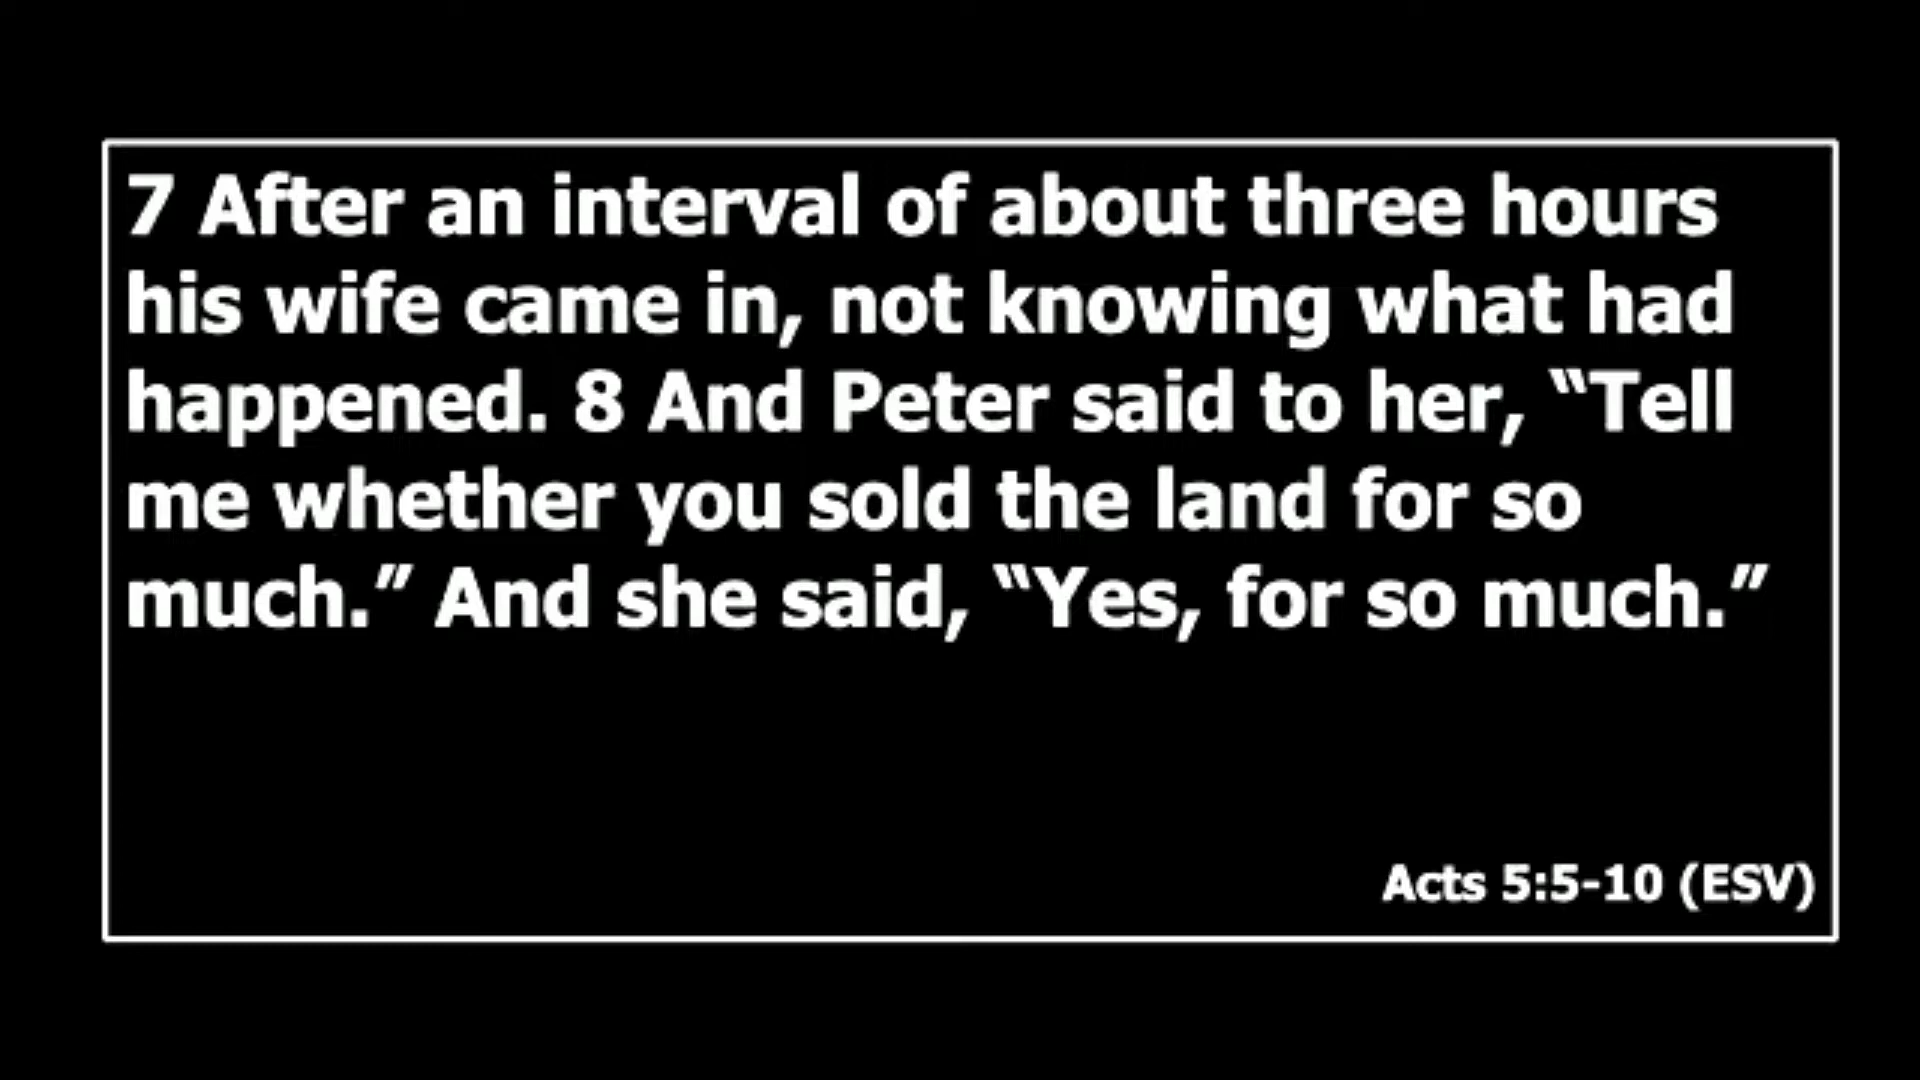 7 After an interval of about three hours
his wife came in, not knowing what had
happened. 8 And Peter said to her, “Tell
me whether you sold the land for so
much.” And she said, “Yes, for so much.”
Acts 5:5-10 (ESV)